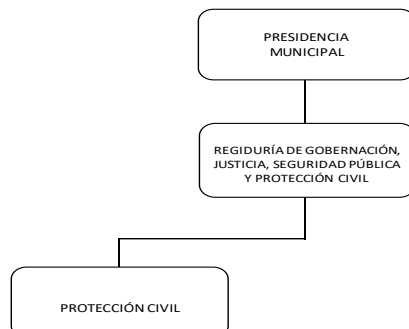 PRESIDENCIA
MUNICIPAL
REGIDURÍA DE GOBERNACIÓN,
JUSTICIA, SEGURIDAD PÚBLICA
Y PROTECCIÓN CIVIL
PROTECCIÓN CIVIL